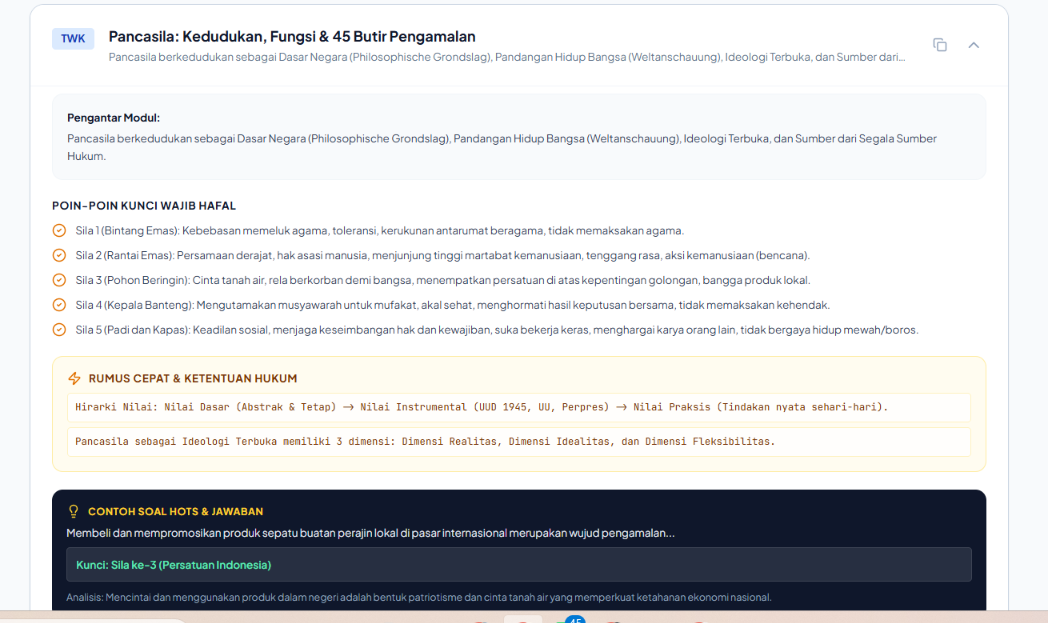 TWK
Pancasila: Kedudukan, Fungsi & 45 Butir Pengamalan
Pancasila berkedudukan sebagai Dasar Negara (Philosophische Grondslag), Pandangan Hidup Bangsa (Weltanschauung), Ideologi Terbuka, dan Sumber dari...
Pengantar Modul:
Pancasila berkedudukan sebagai Dasar Negara (Philosophische Grondslag), Pandangan Hidup Bangsa (Weltanschauung), Ideologi Terbuka, dan Sumber dari Segala Sumber
Hukum.
POIN-POIN KUNCI WAJIB HAFAL
Sila 1 (Bintang Emas): Kebebasan memeluk agama, toleransi, kerukunan antarumat beragama, tidak memaksakan agama.
Sila 2 (Rantai Emas): Persamaan derajat, hak asasi manusia, menjunjung tinggi martabat kemanusiaan, tenggang rasa, aksi kemanusiaan (bencana).
Sila 3 (Pohon Beringin): Cinta tanah air, rela berkorban demi bangsa, menempatkan persatuan di atas kepentingan golongan, bangga produk lokal.
Sila 4 (Kepala Banteng): Mengutamakan musyawarah untuk mufakat, akal sehat, menghormati hasil keputusan bersama, tidak memaksakan kehendak.
Sila 5 (Padi dan Kapas): Keadilan sosial, menjaga keseimbangan hak dan kewajiban, suka bekerja keras, menghargai karya orang lain, tidak bergaya hidup mewah/boros.
RUMUS CEPAT & KETENTUAN HUKUM
Hirarki Nilai: Nilai Dasar (Abstrak & Tetap) → Nilai Instrumental (UUD 1945, UU, Perpres) → Nilai Praksis (Tindakan nyata sehari-hari).
Pancasila sebagai Ideologi Terbuka memiliki 3 dimensi: Dimensi Realitas, Dimensi Idealitas, dan Dimensi Fleksibilitas.
CONTOH SOAL HOTS & JAWABAN
Membeli dan mempromosikan produk sepatu buatan perajin lokal di pasar internasional merupakan wujud pengamalan...
Kunci: Sila ke-3 (Persatuan Indonesia)
Analisis: Mencintai dan menggunakan produk dalam negeri adalah bentuk patriotisme dan cinta tanah air yang memperkuat ketahanan ekonomi nasional.
45